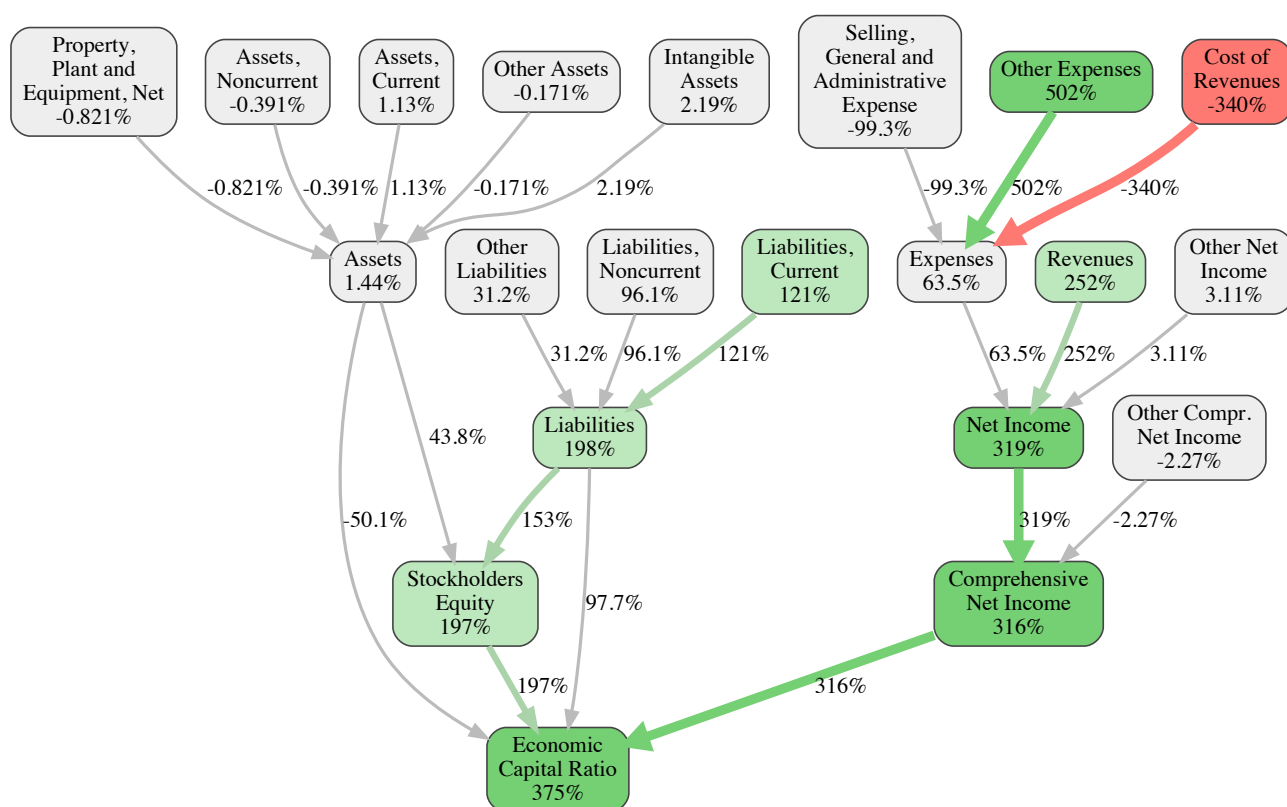 Property,
Plant and
Equipment, Net
-0.821%
Assets,
Noncurrent
-0.391%
Assets,
Current
1.13%
Other Assets
-0.171%
Intangible
Assets
2.19%
Selling,
General and
Administrative
Expense
-99.3%
Other Expenses
502%
Cost of
Revenues
-340%
-0.821%
-0.391%
1.13%
-0.171%
2.19%
-99.3%
502%
-340%
Assets
1.44%
Other
Liabilities
31.2%
Liabilities,
Noncurrent
96.1%
Liabilities,
Current
121%
Expenses
63.5%
Revenues
252%
Other Net
Income
3.11%
31.2%
96.1%
121%
63.5%
252%
3.11%
43.8%
Liabilities
198%
Net Income
319%
Other Compr.
Net Income
-2.27%
-50.1%
153%
319%
-2.27%
Stockholders
Equity
197%
97.7%
Comprehensive
Net Income
316%
197%
316%
Economic
Capital Ratio
375%